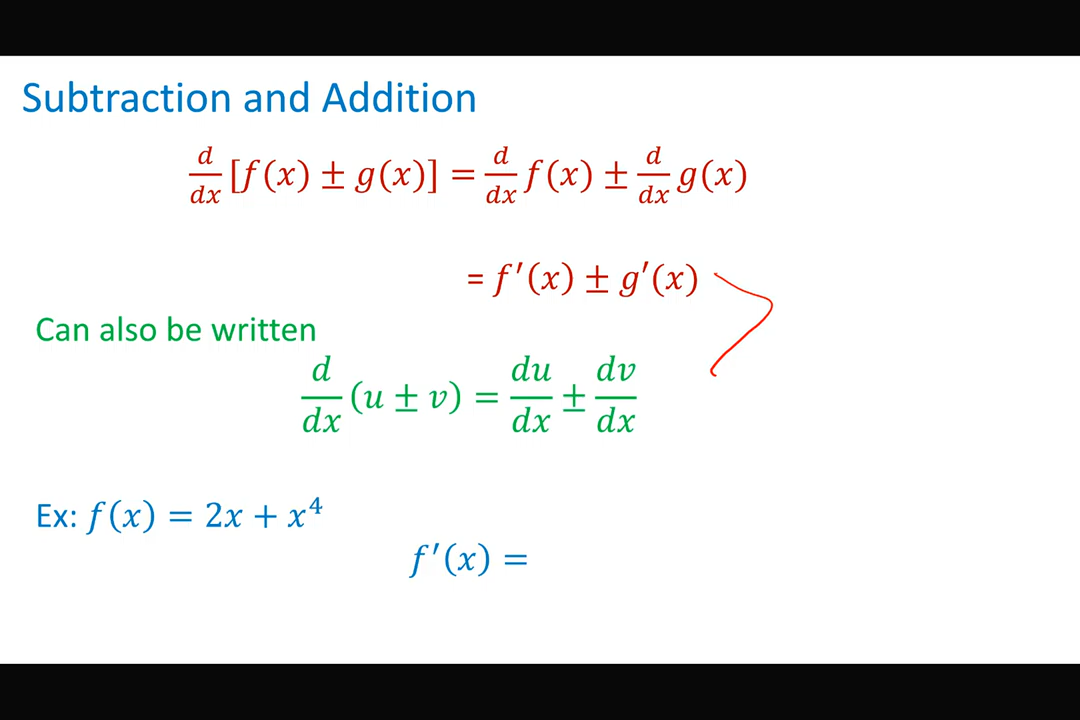 Subtraction and Addition
d/dx [f(x) ± g(x)] = d/dx f(x) ± d/dx g(x)
= f′(x) ± g′(x)
Can also be written
d/dx (u ± v) = du/dx ± dv/dx
Ex: f(x) = 2x + x⁴
f′(x) =